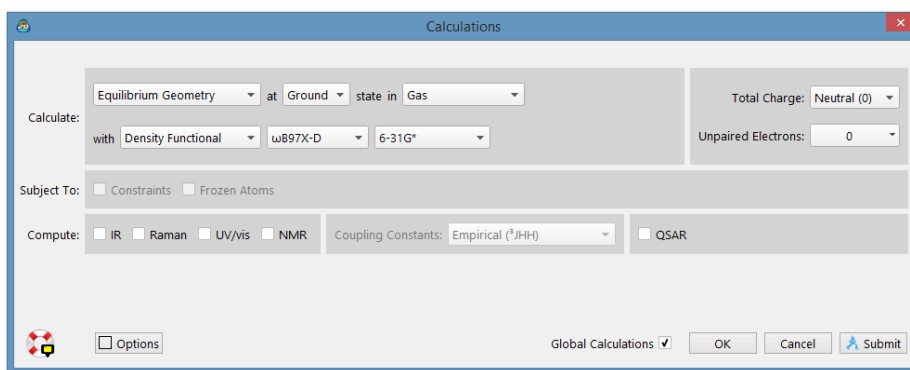 Calculations
Calculate: Equilibrium Geometry at Ground state in Gas Total Charge: Neutral (0)
with Density Functional ωB97X-D 6-31G* Unpaired Electrons: 0
Subject To: Constraints Frozen Atoms
Compute: IR Raman UV/vis NMR Coupling Constants: Empirical (³JHH) QSAR
Options Global Calculations OK Cancel Submit